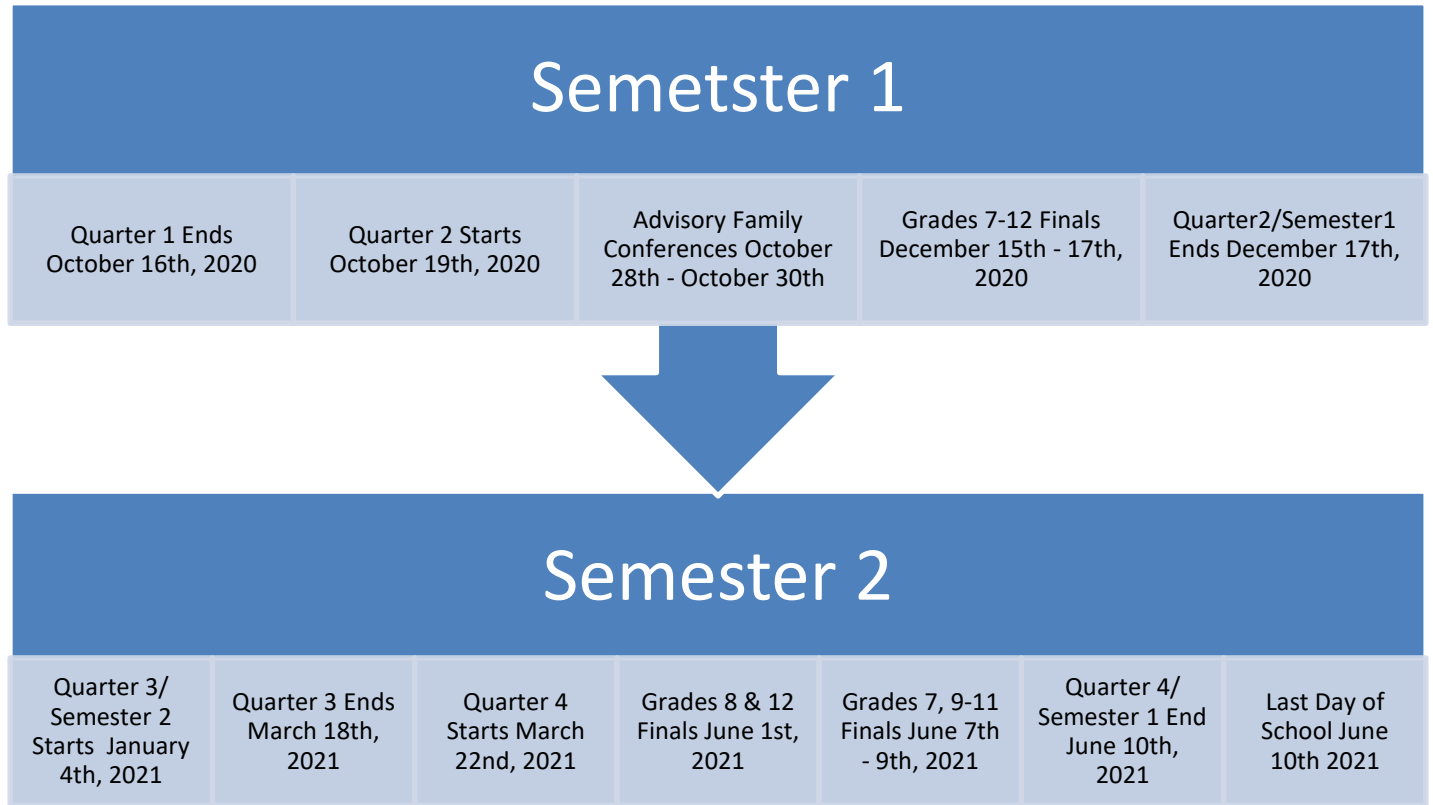 Semetster 1
Quarter 1 Ends
October 16th, 2020
Quarter 2 Starts
October 19th, 2020
Advisory Family
Conferences October
28th - October 30th
Grades 7-12 Finals
December 15th - 17th,
2020
Quarter2/Semester1
Ends December 17th,
2020
Semester 2
Quarter 3/
Semester 2
Starts January
4th, 2021
Quarter 3 Ends
March 18th,
2021
Quarter 4
Starts March
22nd, 2021
Grades 8 & 12
Finals June 1st,
2021
Grades 7, 9-11
Finals June 7th
- 9th, 2021
Quarter 4/
Semester 1 End
June 10th,
2021
Last Day of
School June
10th 2021